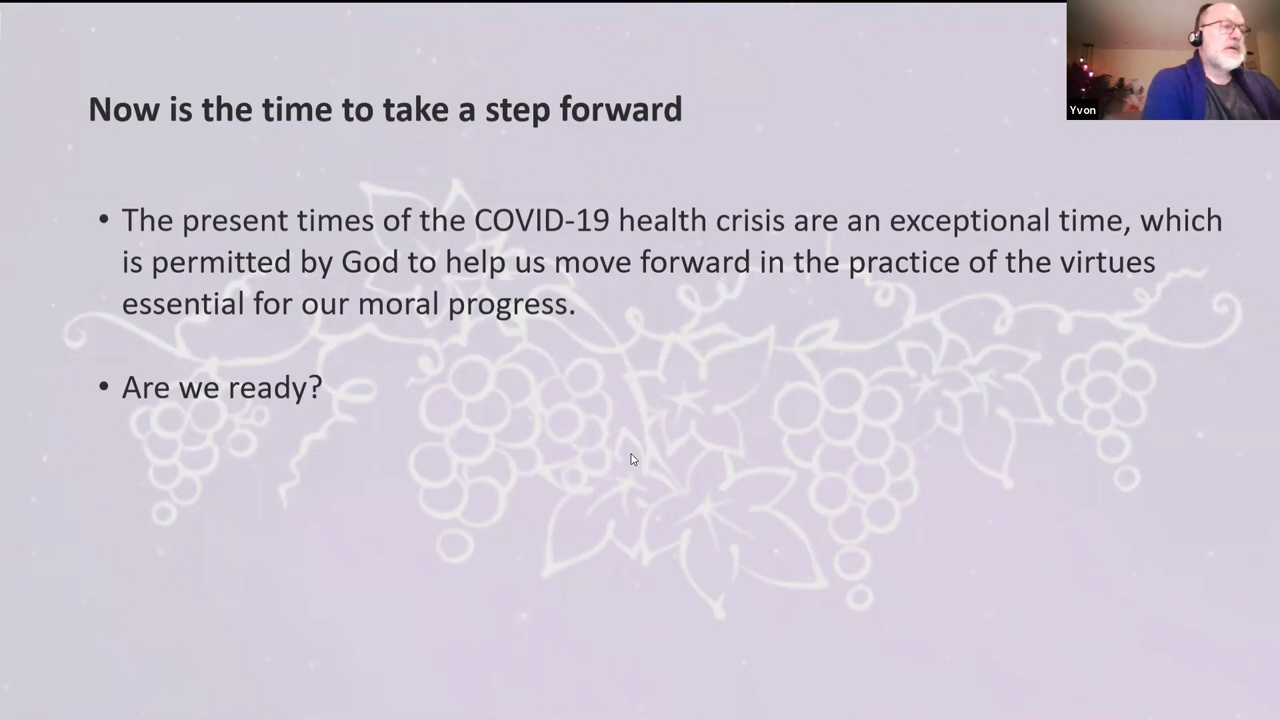 Now is the time to take a step forward
Yvon
• The present times of the COVID-19 health crisis are an exceptional time, which
is permitted by God to help us move forward in the practice of the virtues
essential for our moral progress.
• Are we ready?